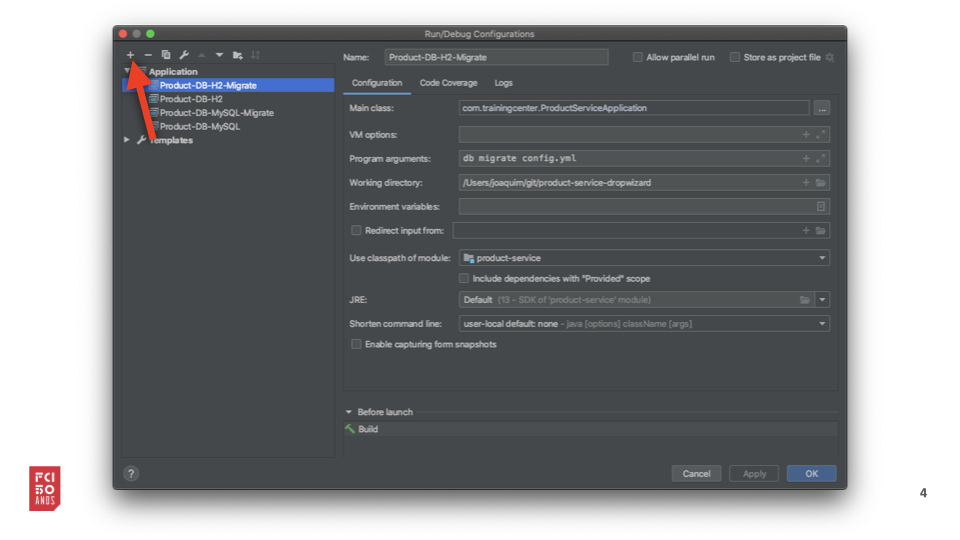 Run/Debug Configurations
Name: Product-DB-H2-Migrate Allow parallel run Store as project file
Application
Product-DB-H2-Migrate
Product-DB-H2
Product-DB-MySQL-Migrate
Product-DB-MySQL
Templates
Configuration Code Coverage Logs
Main class: com.trainingcenter.ProductServiceApplication ...
VM options:
Program arguments: db migrate config.yml
Working directory: /Users/joaquim/git/product-service-dropwizard
Environment variables:
Redirect input from:
Use classpath of module: product-service
Include dependencies with "Provided" scope
JRE: Default (13 - SDK of 'product-service' module)
Shorten command line: user-local default: none - java [options] className [args]
Enable capturing form snapshots
Before launch
Build
? Cancel Apply OK
FCI
50
ANOS
4